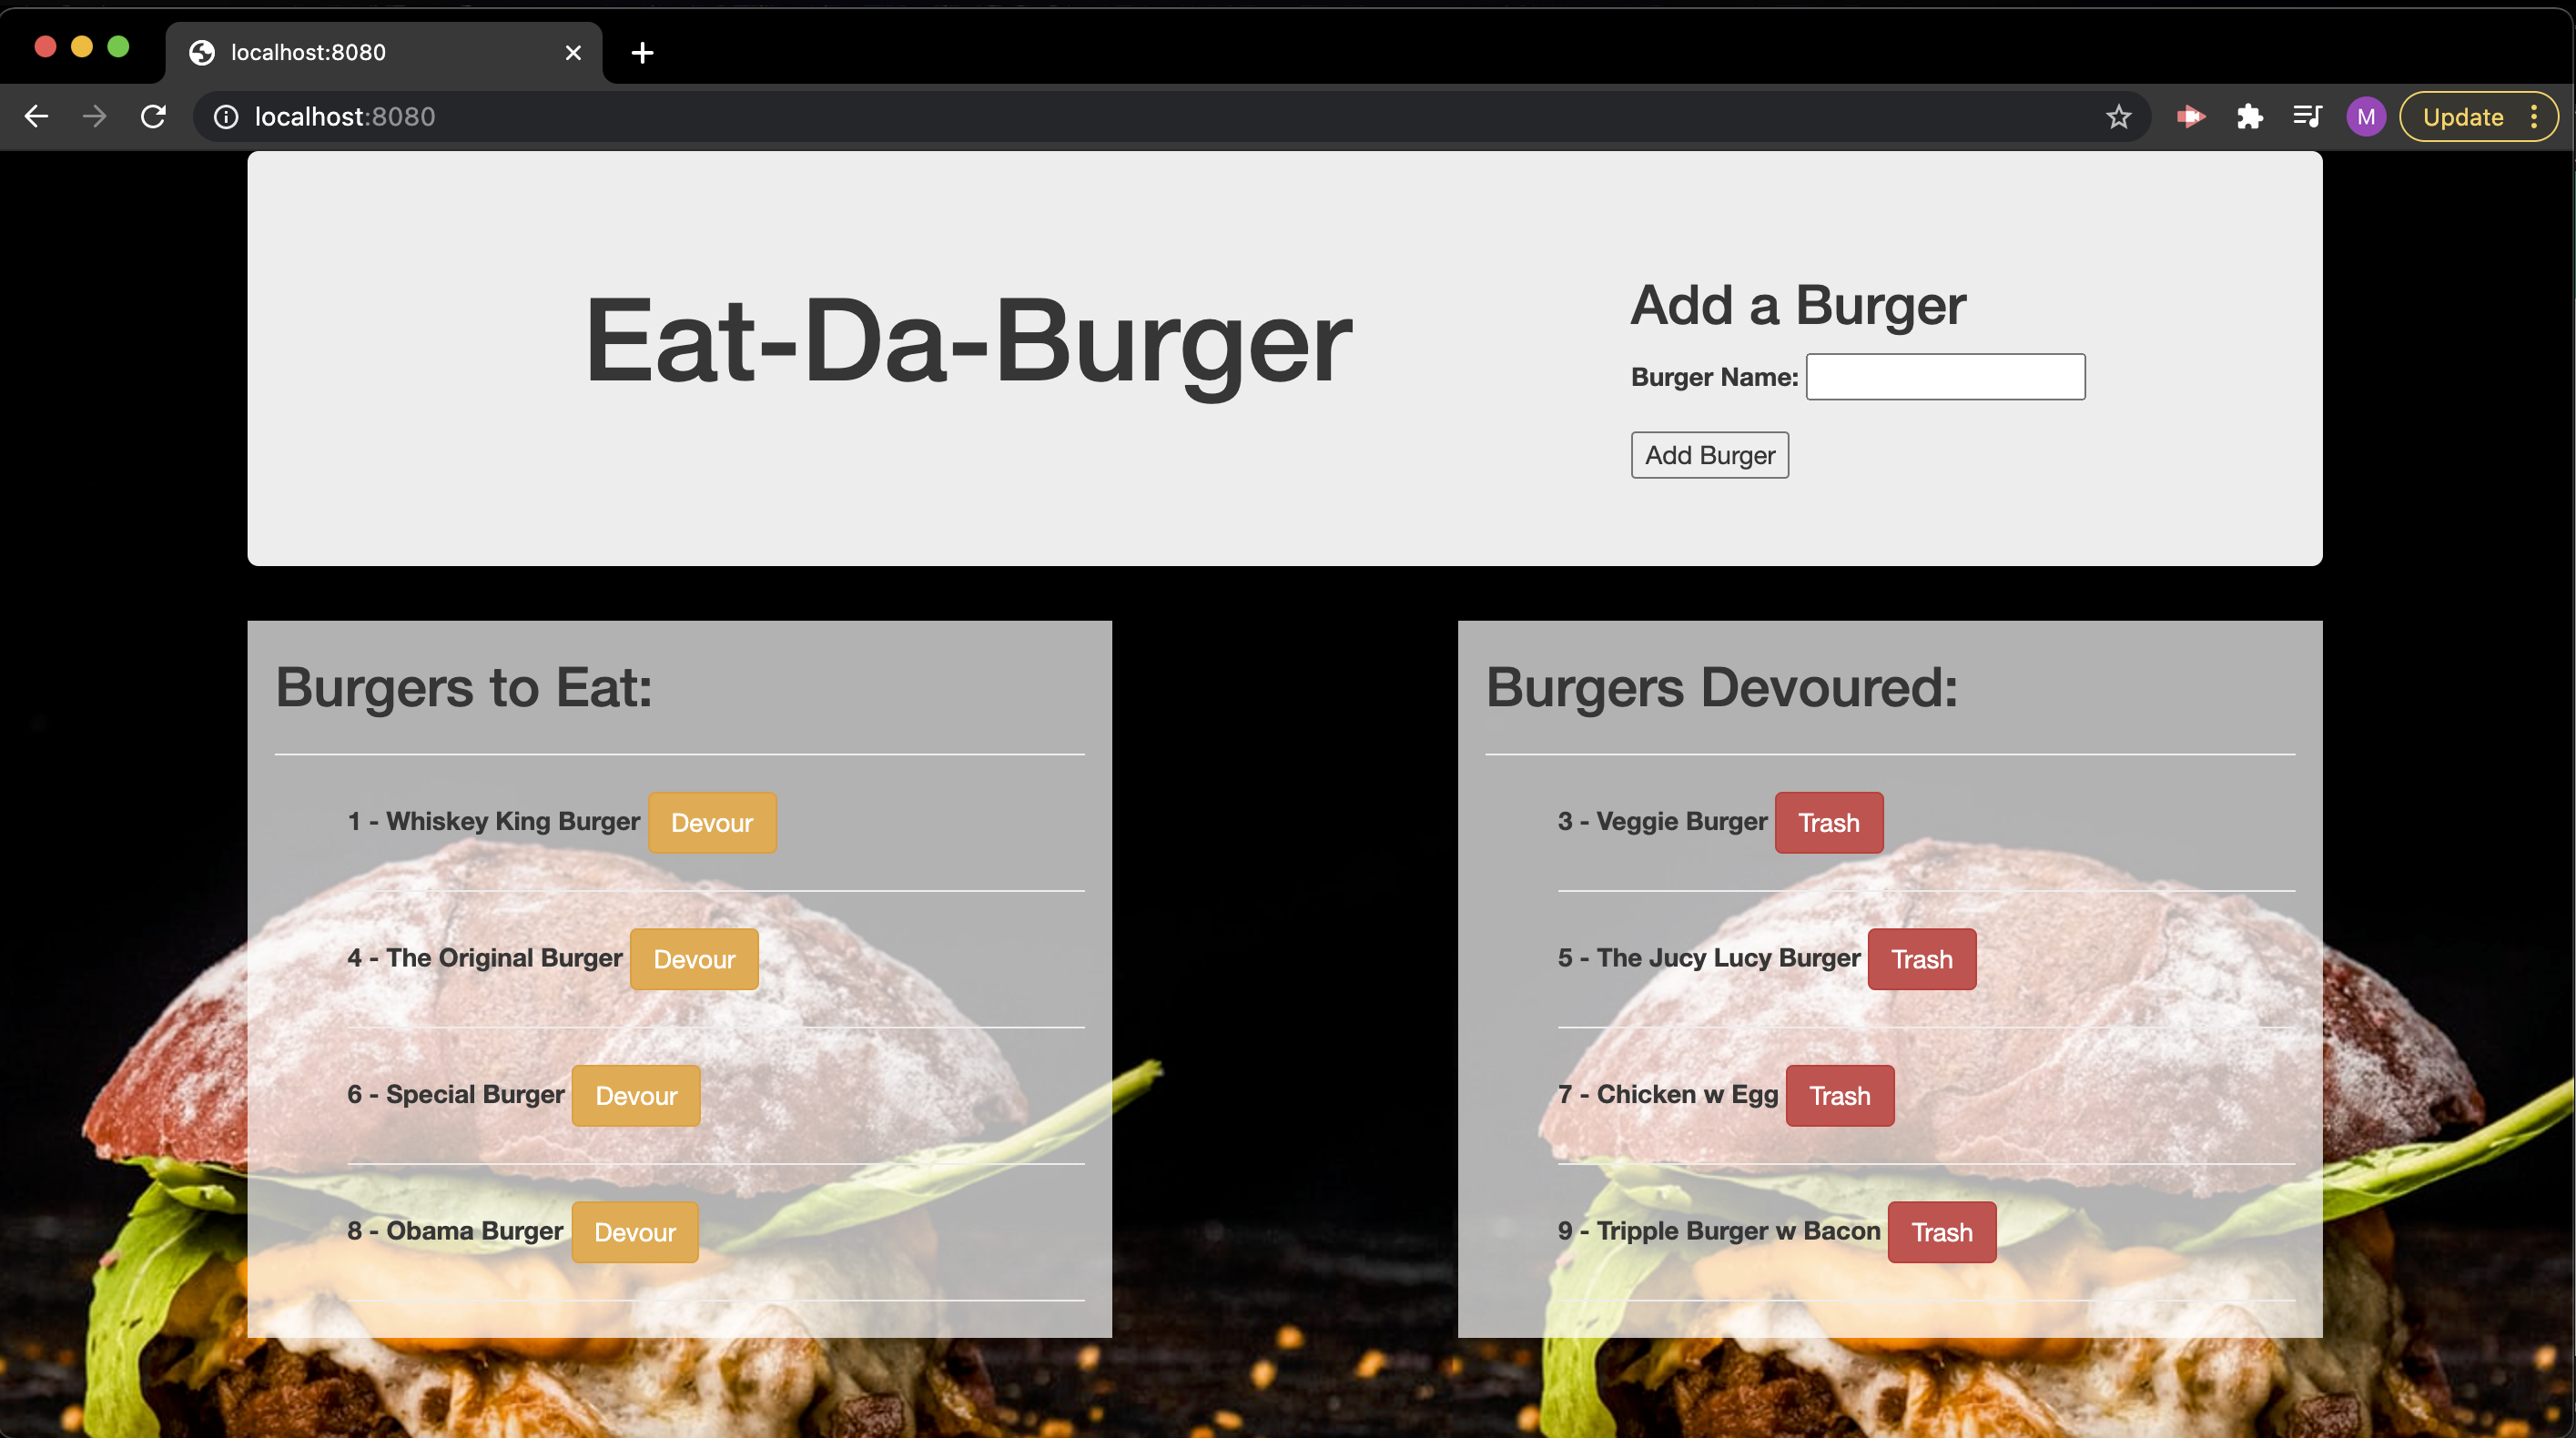 localhost:8080
localhost:8080
M
Update
Eat-Da-Burger
Add a Burger
Burger Name:
Add Burger
Burgers to Eat:
1 - Whiskey King Burger Devour
4 - The Original Burger Devour
6 - Special Burger Devour
8 - Obama Burger Devour
Burgers Devoured:
3 - Veggie Burger Trash
5 - The Jucy Lucy Burger Trash
7 - Chicken w Egg Trash
9 - Tripple Burger w Bacon Trash